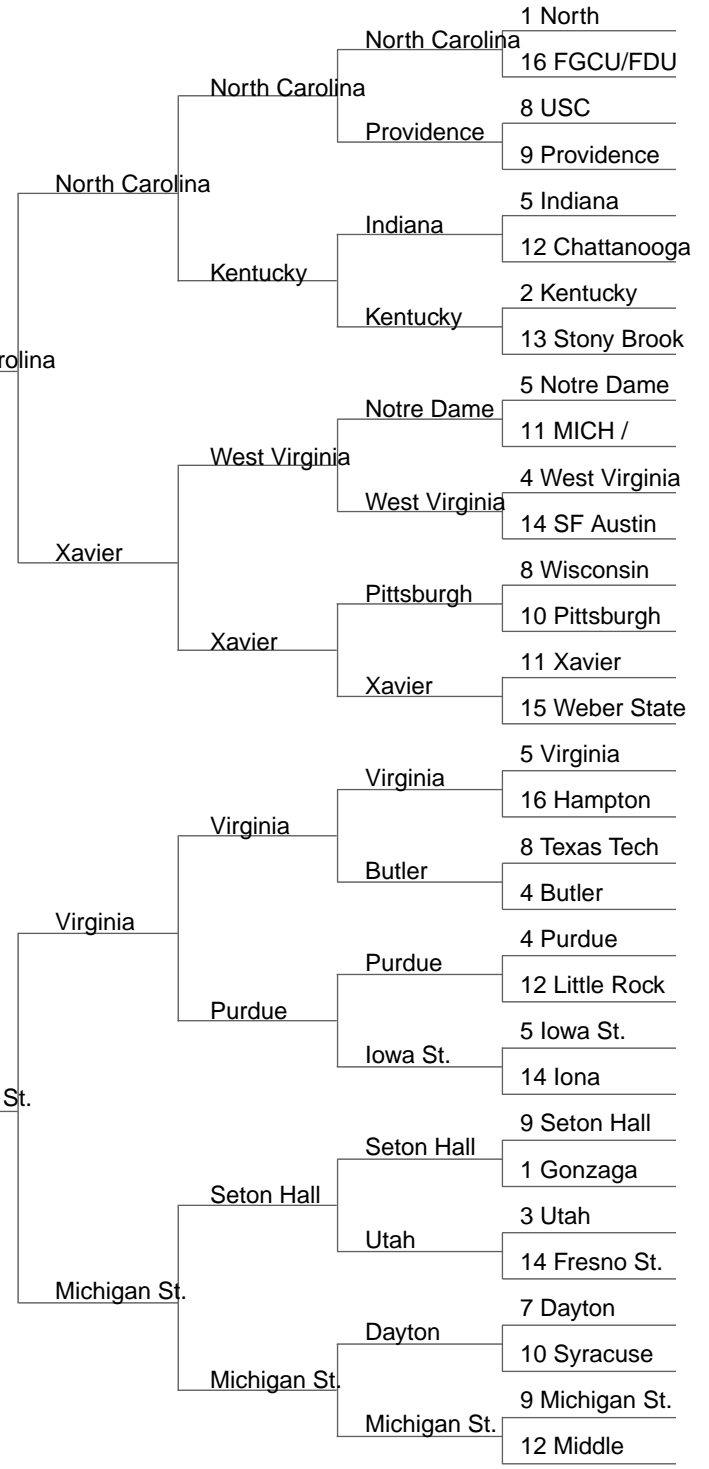 1 North
North Carolina
16 FGCU/FDU
North Carolina
8 USC
Providence
9 Providence
North Carolina
5 Indiana
Indiana
12 Chattanooga
Kentucky
2 Kentucky
Kentucky
13 Stony Brook
rolina
5 Notre Dame
Notre Dame
11 MICH /
West Virginia
4 West Virginia
West Virginia
14 SF Austin
Xavier
8 Wisconsin
Pittsburgh
10 Pittsburgh
Xavier
11 Xavier
Xavier
15 Weber State
5 Virginia
Virginia
16 Hampton
Virginia
8 Texas Tech
Butler
4 Butler
Virginia
4 Purdue
Purdue
12 Little Rock
Purdue
5 Iowa St.
Iowa St.
14 Iona
St.
9 Seton Hall
Seton Hall
1 Gonzaga
Seton Hall
3 Utah
Utah
14 Fresno St.
Michigan St.
7 Dayton
Dayton
10 Syracuse
Michigan St.
9 Michigan St.
Michigan St.
12 Middle